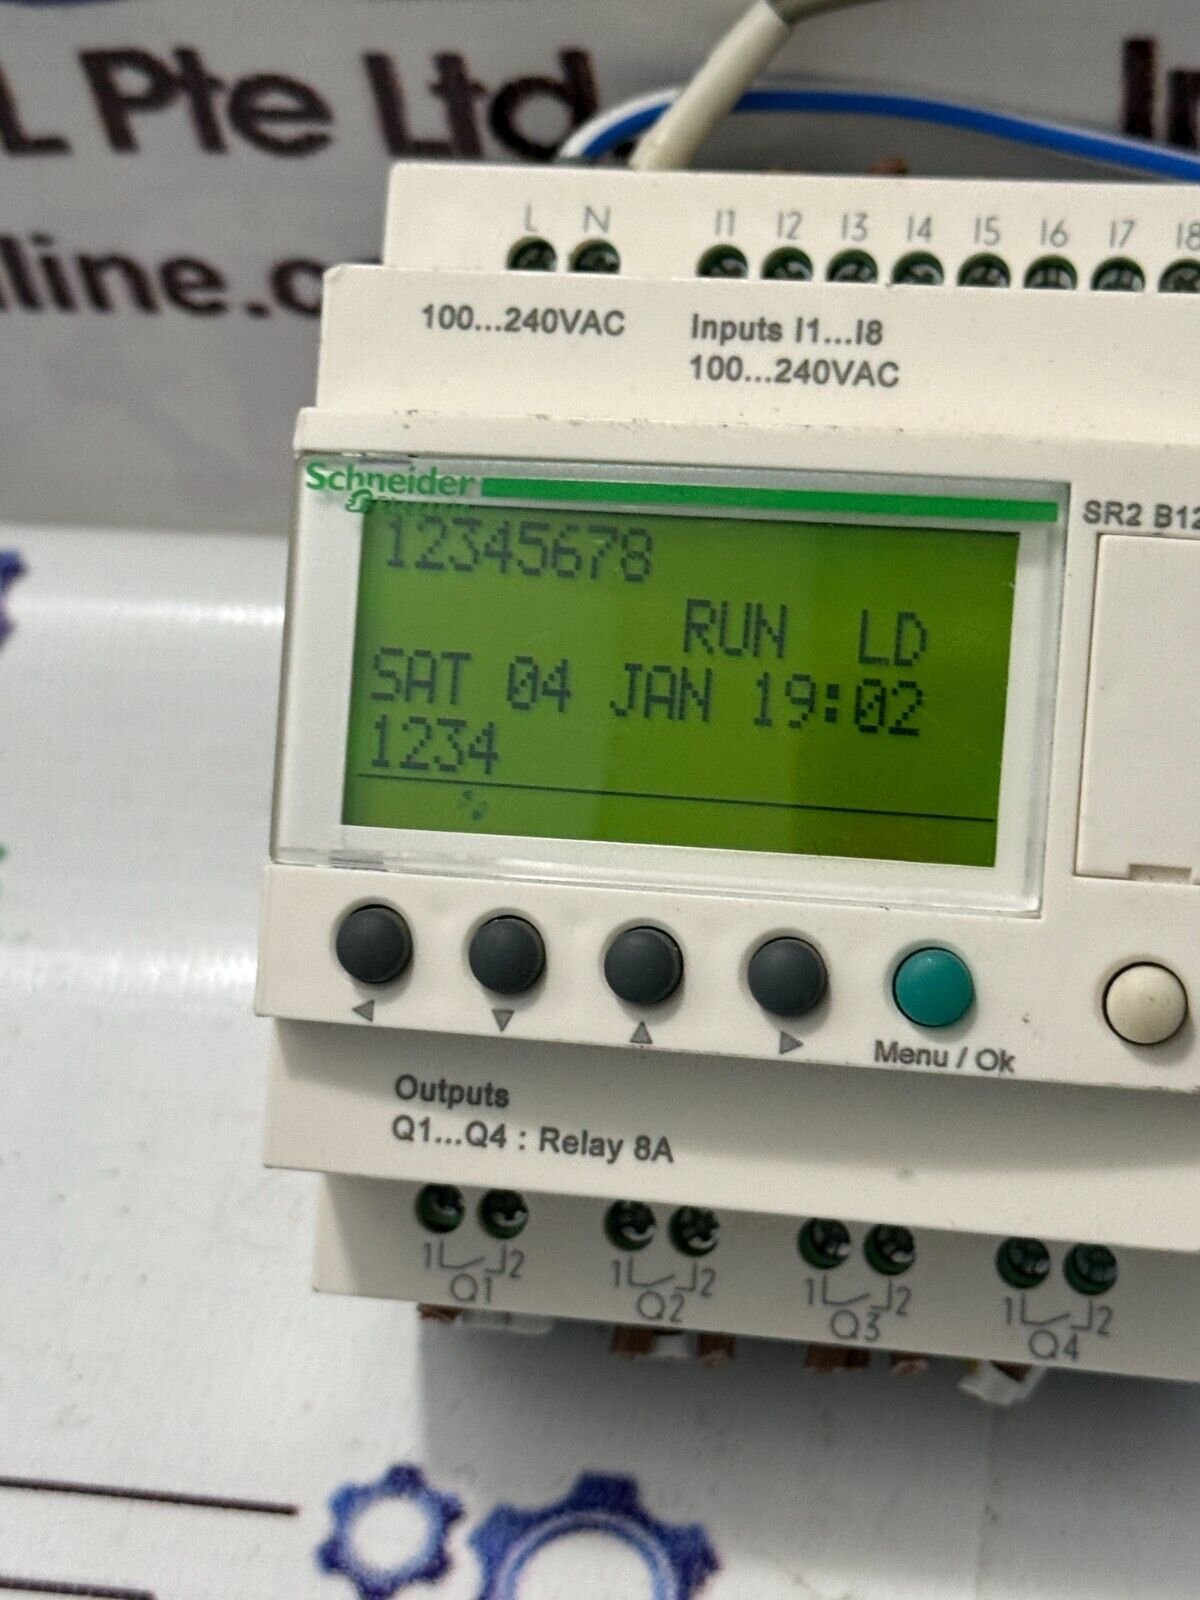 L Pte Ltd.
line.c
L N I1 I2 I3 I4 I5 I6 I7 I8
100...240VAC
Inputs I1...I8
100...240VAC
Schneider
SR2 B12
12345678
RUN LD
SAT 04 JAN 19:02
1234
Menu / Ok
Outputs
Q1...Q4 : Relay 8A
1 2 1 2 1 2 1 2
Q1 Q2 Q3 Q4